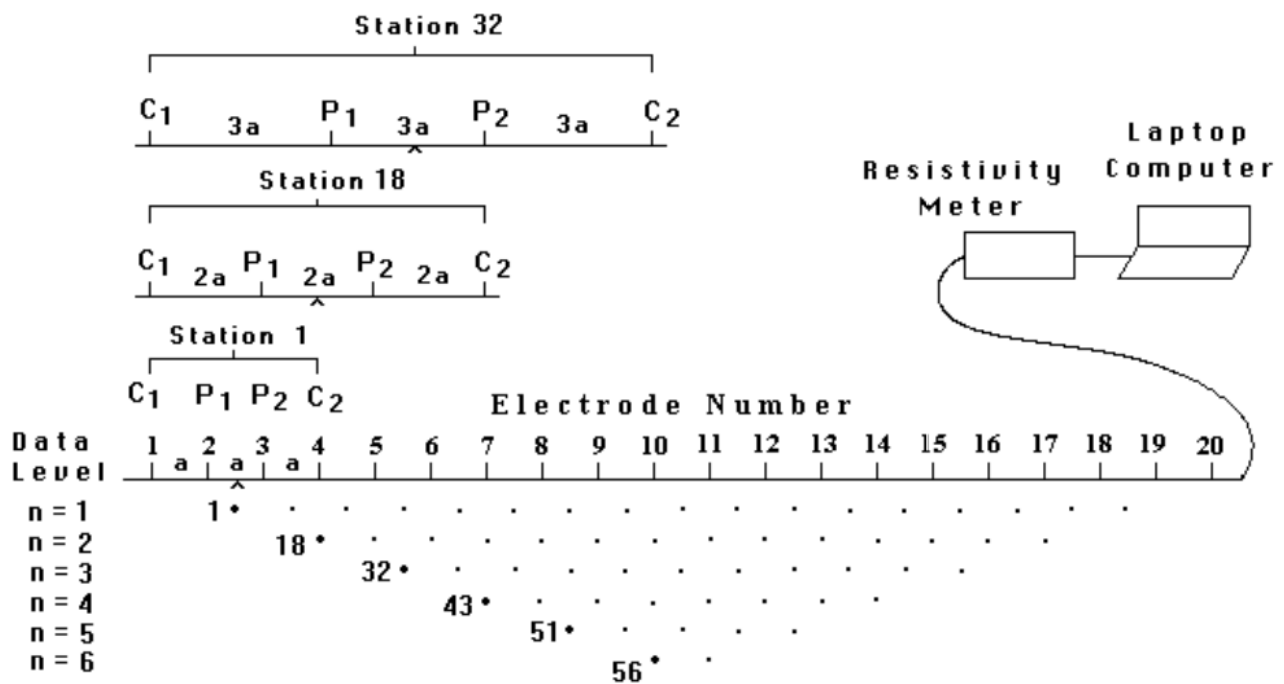 Station 32
C1 P1 P2 C2
3a 3a 3a
Station 18
C1 P1 P2 C2
2a 2a 2a
Station 1
C1 P1 P2 C2
Resistivity
Meter
Laptop
Computer
Electrode Number
Data
Level
1 2 3 4 5 6 7 8 9 10 11 12 13 14 15 16 17 18 19 20
a a a
n = 1 1
n = 2 18
n = 3 32
n = 4 43
n = 5 51
n = 6 56